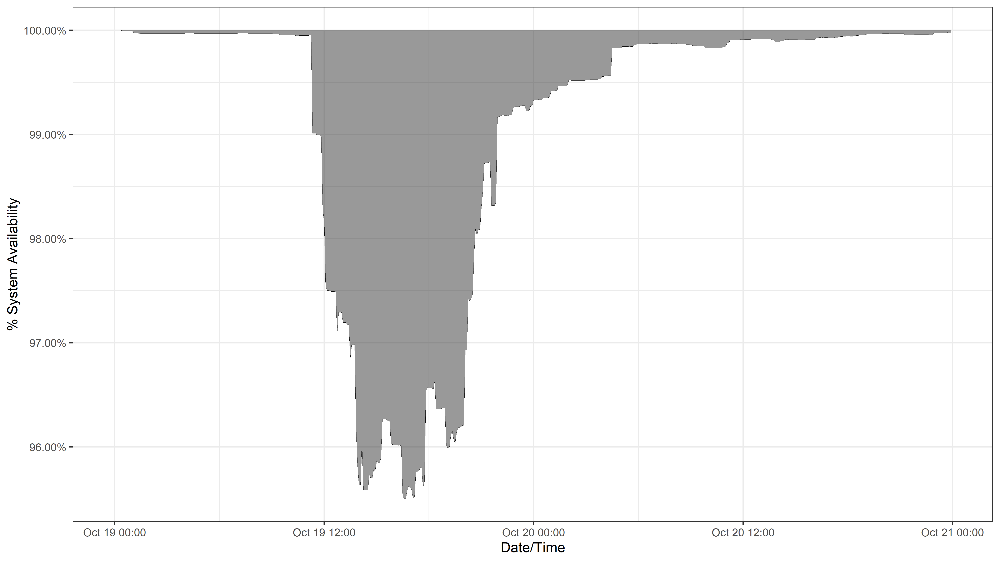 100.00%
99.00%
98.00%
97.00%
96.00%
% System Availability
Oct 19 00:00 Oct 19 12:00 Oct 20 00:00 Oct 20 12:00 Oct 21 00:00
Date/Time